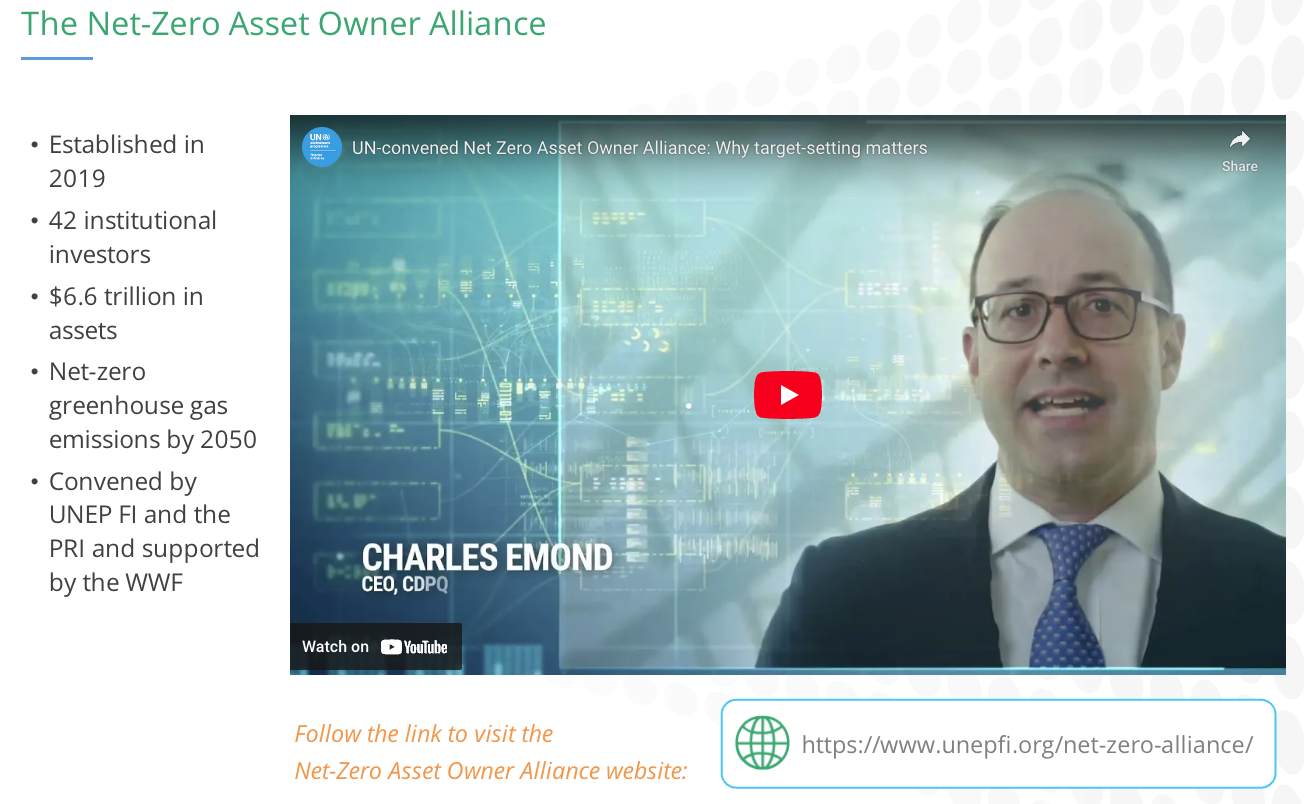 The Net-Zero Asset Owner Alliance
• Established in
2019
• 42 institutional
investors
• $6.6 trillion in
assets
• Net-zero
greenhouse gas
emissions by 2050
• Convened by
UNEP FI and the
PRI and supported
by the WWF
UN-convened Net Zero Asset Owner Alliance: Why target-setting matters
Share
CHARLES EMOND
CEO, CDPQ
Watch on YouTube
Follow the link to visit the
Net-Zero Asset Owner Alliance website:
https://www.unepfi.org/net-zero-alliance/